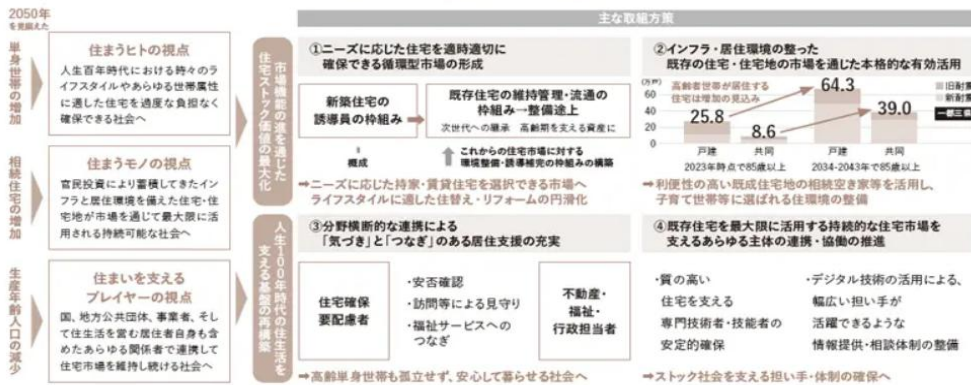 2050年
を見据えた
単身世帯の増加
相続住宅の増加
生産年齢人口の減少
住まうヒトの視点
人生百年時代における時々のラ
イフスタイルやあらゆる世帯属性
に適した住宅を過度な負担なく
確保できる社会へ
住まうモノの視点
官民投資により蓄積してきたイン
フラと居住環境を備えた住宅・住
宅地が市場を通じて最大限に活
用される持続可能な社会へ
住まいを支える
プレイヤーの視点
国、地方公共団体、事業者、そし
て住生活を営む居住者自身も含
めたあらゆる関係者で連携して
住宅市場を維持し続ける社会へ
市場機能の進を通じた
住宅ストック価値の最大化
人生100年時代の住生活を
支える基盤の再構築
主な取組方策
①ニーズに応じた住宅を適時適切に
確保できる循環型市場の形成
新築住宅の
誘導員の枠組み
既存住宅の維持管理・流通の
枠組み→整備途上
次世代への継承 高齢期を支える資産に
概成
これからの住宅市場に対する
環境整備・誘導補完の枠組みの構築
➡ニーズに応じた持家・賃貸住宅を選択できる市場へ
ライフスタイルに適した住替え・リフォームの円滑化
②インフラ・居住環境の整った
既存の住宅・住宅地の市場を通じた本格的な有効活用
(万戸)
60
40
20
0
高齢者世帯が居住する
住宅は増加の見込み
25.8
8.6
64.3
39.0
戸建
共同
戸建
共同
2023年時点で85歳以上
2034-2043年で85歳以上
旧耐震
新耐震
➡利便性の高い既成住宅地の相続空き家等を活用し、
子育て世帯等に選ばれる住環境の整備
③分野横断的な連携による
「気づき」と「つなぎ」のある居住支援の充実
住宅確保
要配慮者
・安否確認
・訪問等による見守り
・福祉サービスへの
つなぎ
不動産・
福祉・
行政担当者
➡高齢単身世帯も孤立せず、安心して暮らせる社会へ
④既存住宅を最大限に活用する持続的な住宅市場を
支えるあらゆる主体の連携・協働の推進
・質の高い
住宅を支える
専門技術者・技能者の
安定的確保
・デジタル技術の活用による、
幅広い担い手が
活躍できるような
情報提供・相談体制の整備
➡ストック社会を支える担い手・体制の確保へ